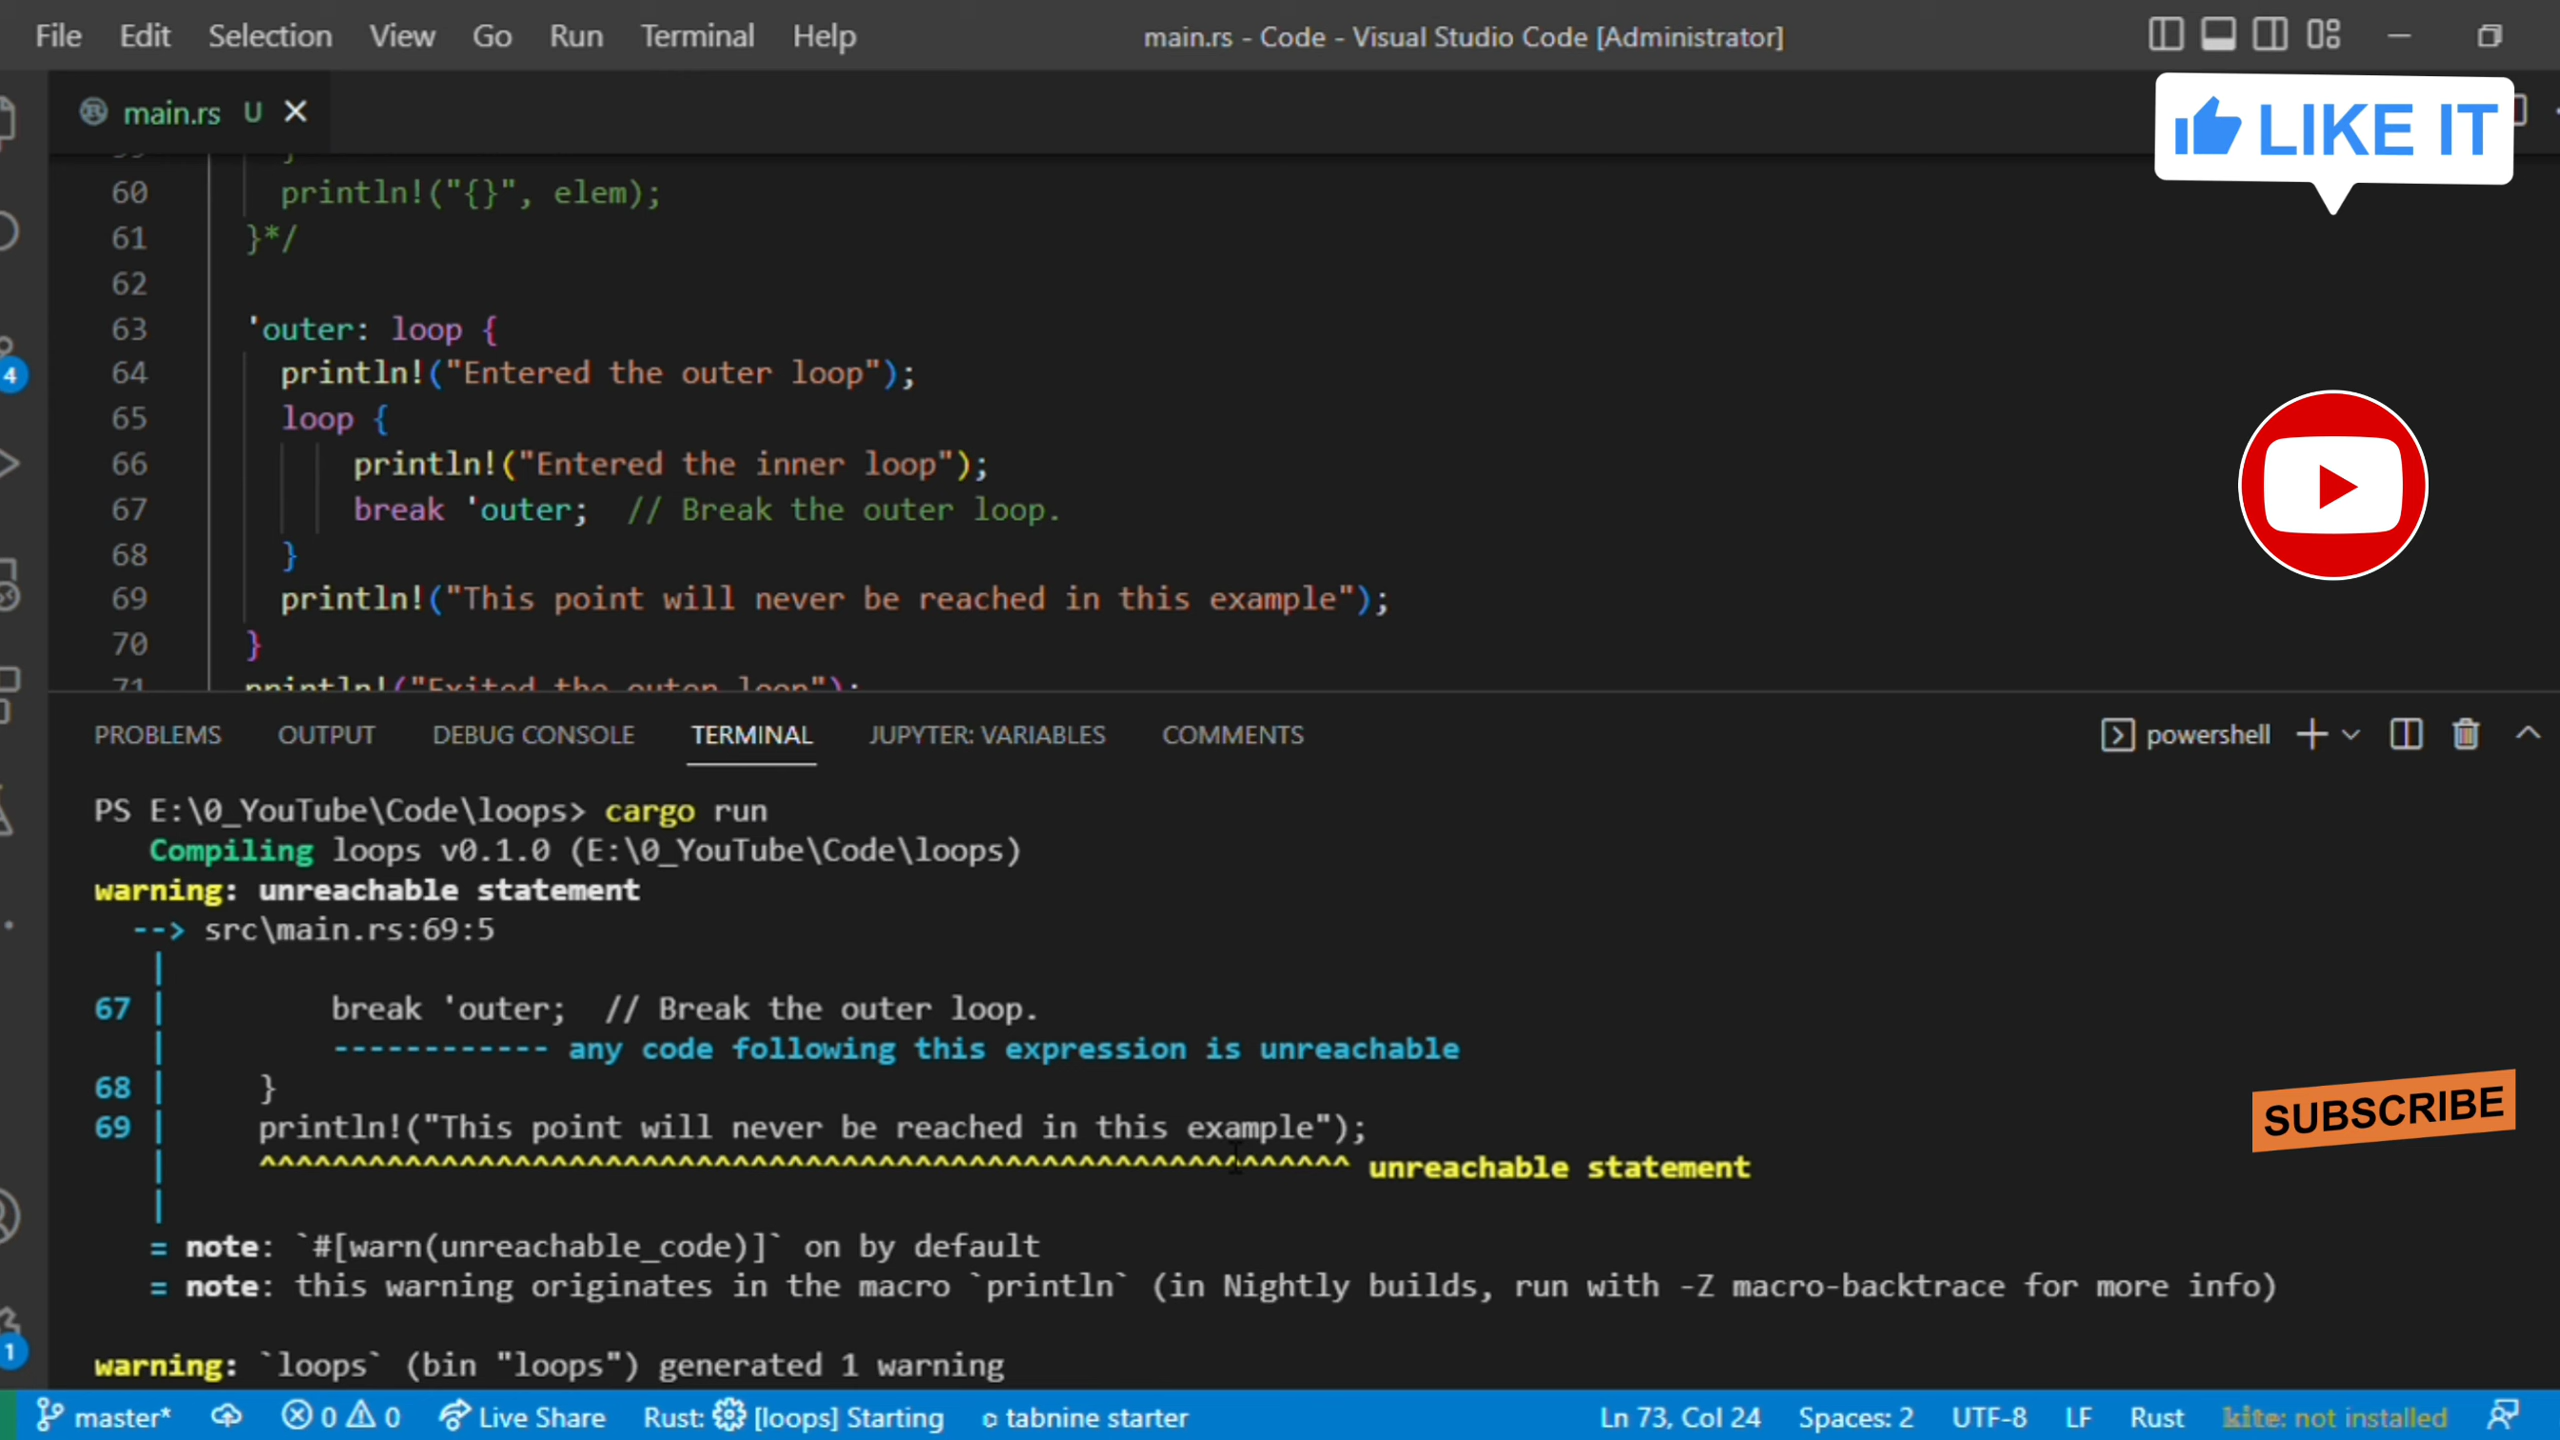 File Edit Selection View Go Run Terminal Help main.rs - Code - Visual Studio Code [Administrator]
main.rs U
LIKE IT
60 println!("{}", elem);
61 }*/
62
63 'outer: loop {
64 println!("Entered the outer loop");
65 loop {
66 println!("Entered the inner loop");
67 break 'outer; // Break the outer loop.
68 }
69 println!("This point will never be reached in this example");
70 }
71 println!("Exited the outer loop");
4
PROBLEMS OUTPUT DEBUG CONSOLE TERMINAL JUPYTER: VARIABLES COMMENTS powershell
PS E:\0_YouTube\Code\loops> cargo run
Compiling loops v0.1.0 (E:\0_YouTube\Code\loops)
warning: unreachable statement
--> src\main.rs:69:5
|
67 | break 'outer; // Break the outer loop.
| ------------ any code following this expression is unreachable
68 | }
69 | println!("This point will never be reached in this example");
| ^^^^^^^^^^^^^^^^^^^^^^^^^^^^^^^^^^^^^^^^^^^^^^^^^^^^^^^^^^^^ unreachable statement
|
= note: `#[warn(unreachable_code)]` on by default
= note: this warning originates in the macro `println` (in Nightly builds, run with -Z macro-backtrace for more info)
SUBSCRIBE
warning: `loops` (bin "loops") generated 1 warning
1
master* 0 0 Live Share Rust: [loops] Starting tabnine starter Ln 73, Col 24 Spaces: 2 UTF-8 LF Rust kite: not installed